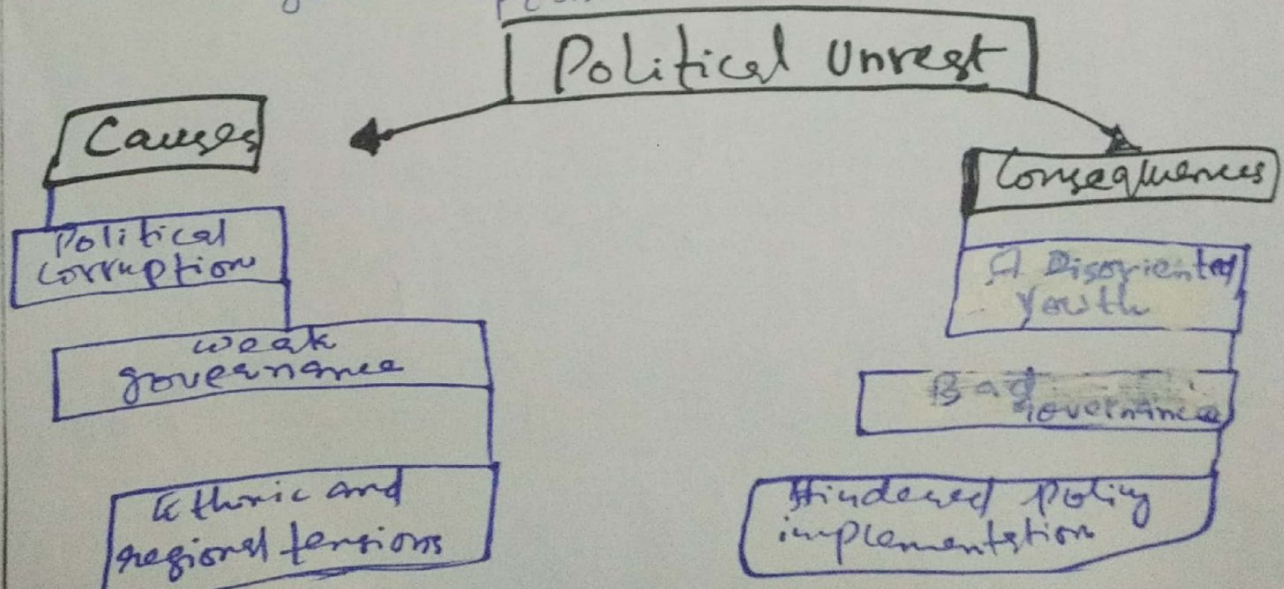 Political Unrest
Causes
Consequences
Political
corruption
A Disoriented
Youth
weak
governance
Bad
Governance
Ethnic and
regional tensions
Hindered Policy
implementation